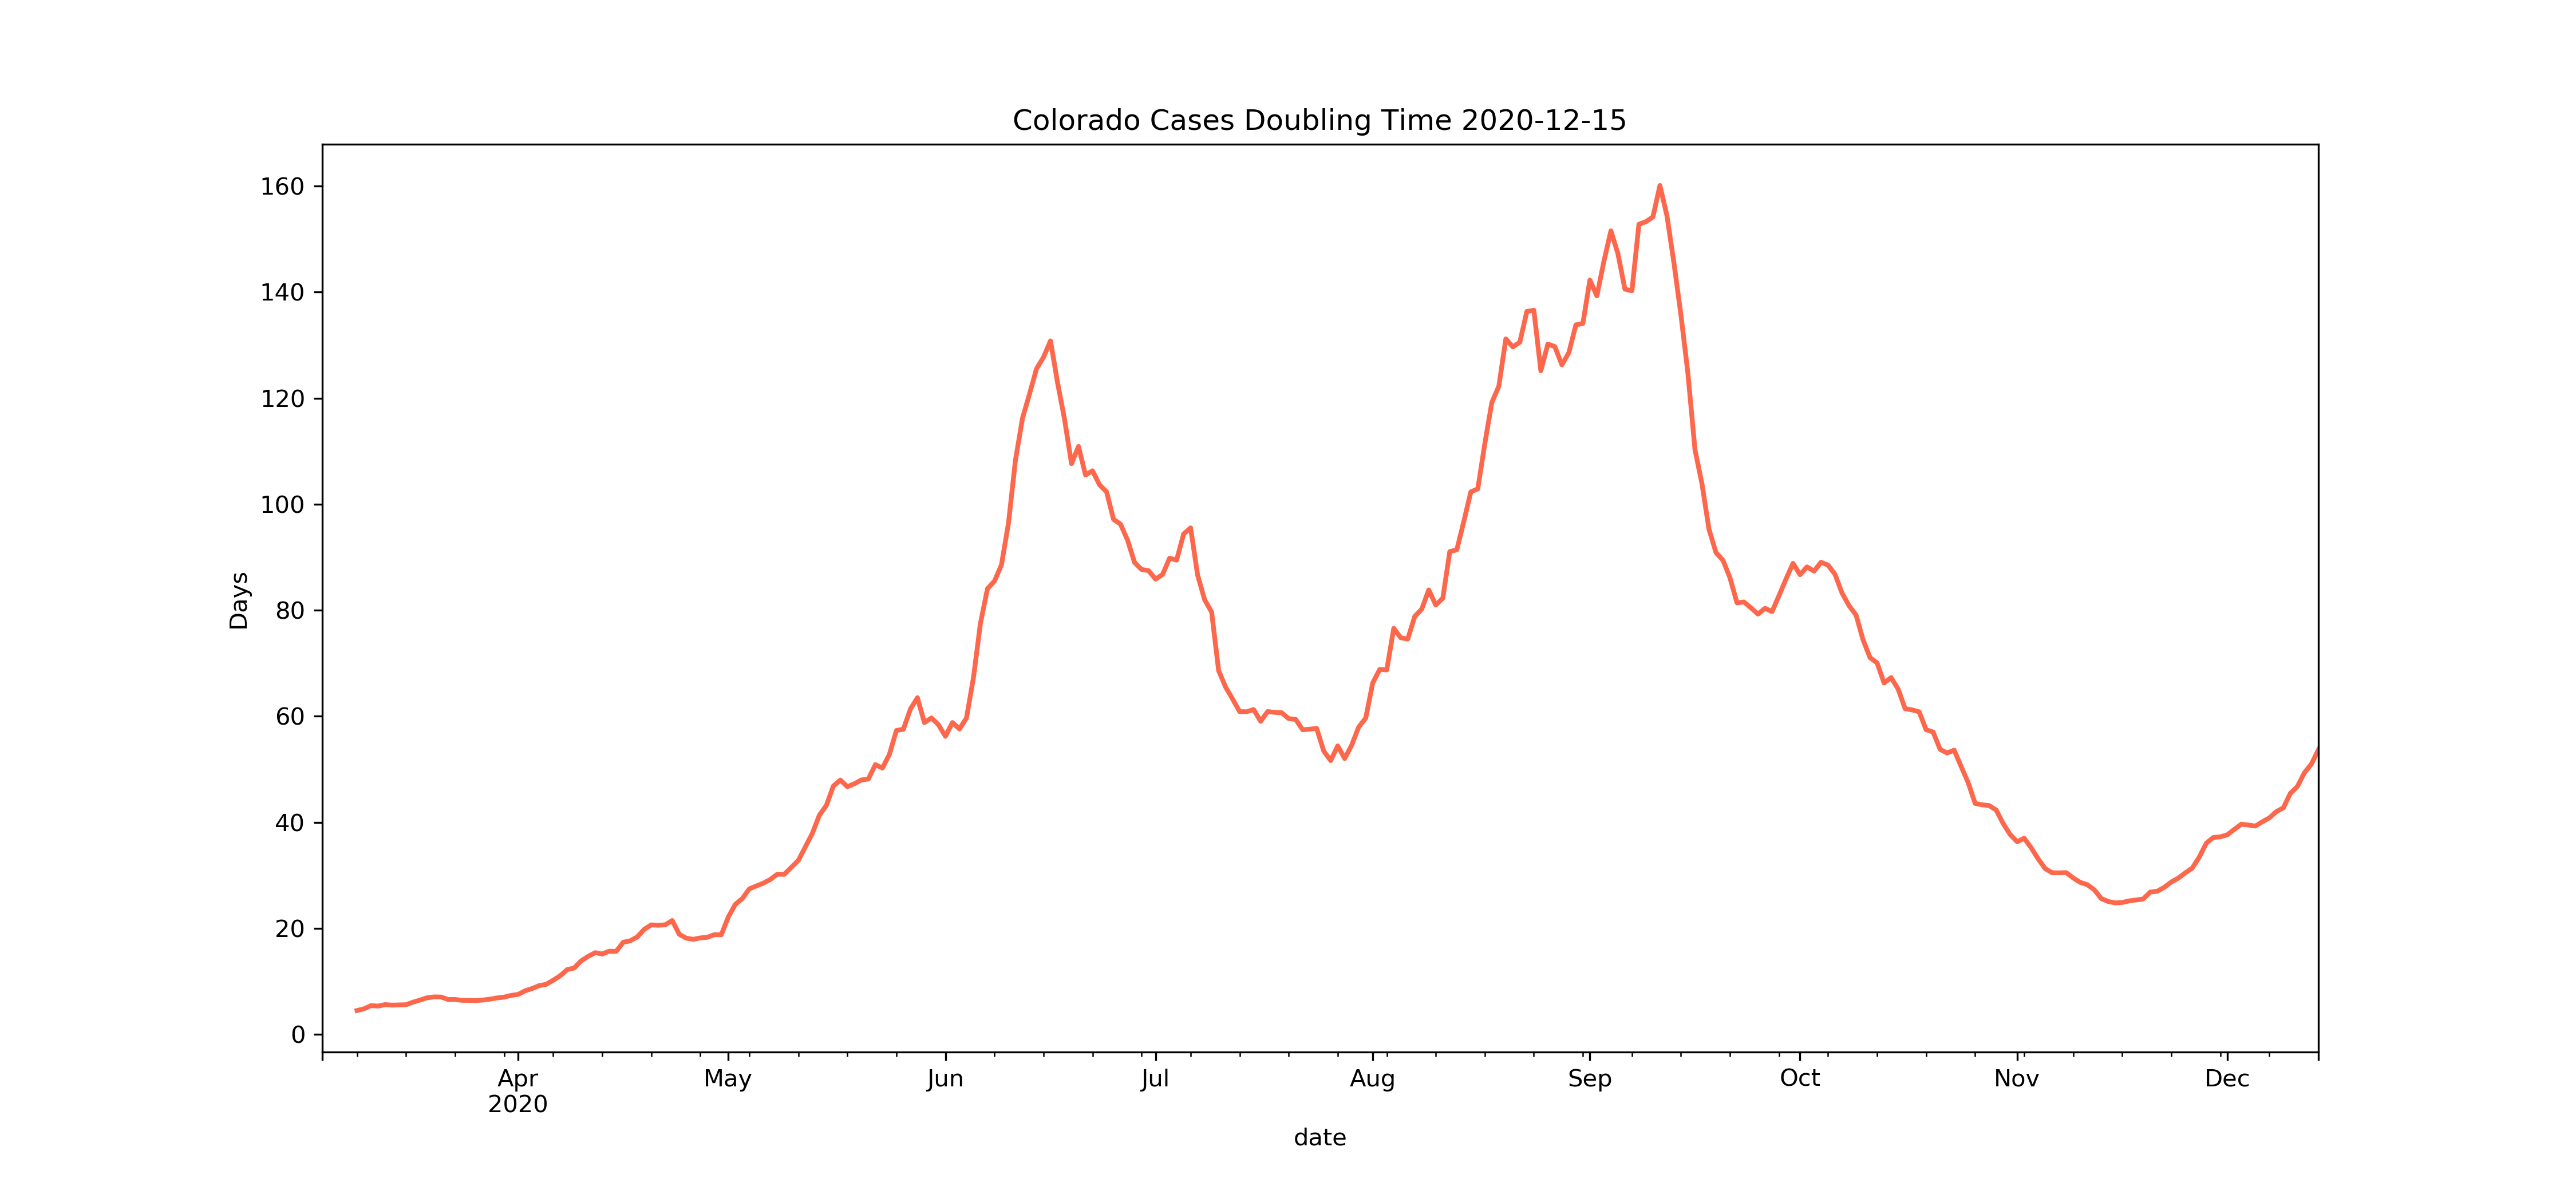 Colorado Cases Doubling Time 2020-12-15
160
140
120
100
80
60
40
20
0
Days
Apr May Jun Jul Aug Sep Oct Nov Dec
2020
date